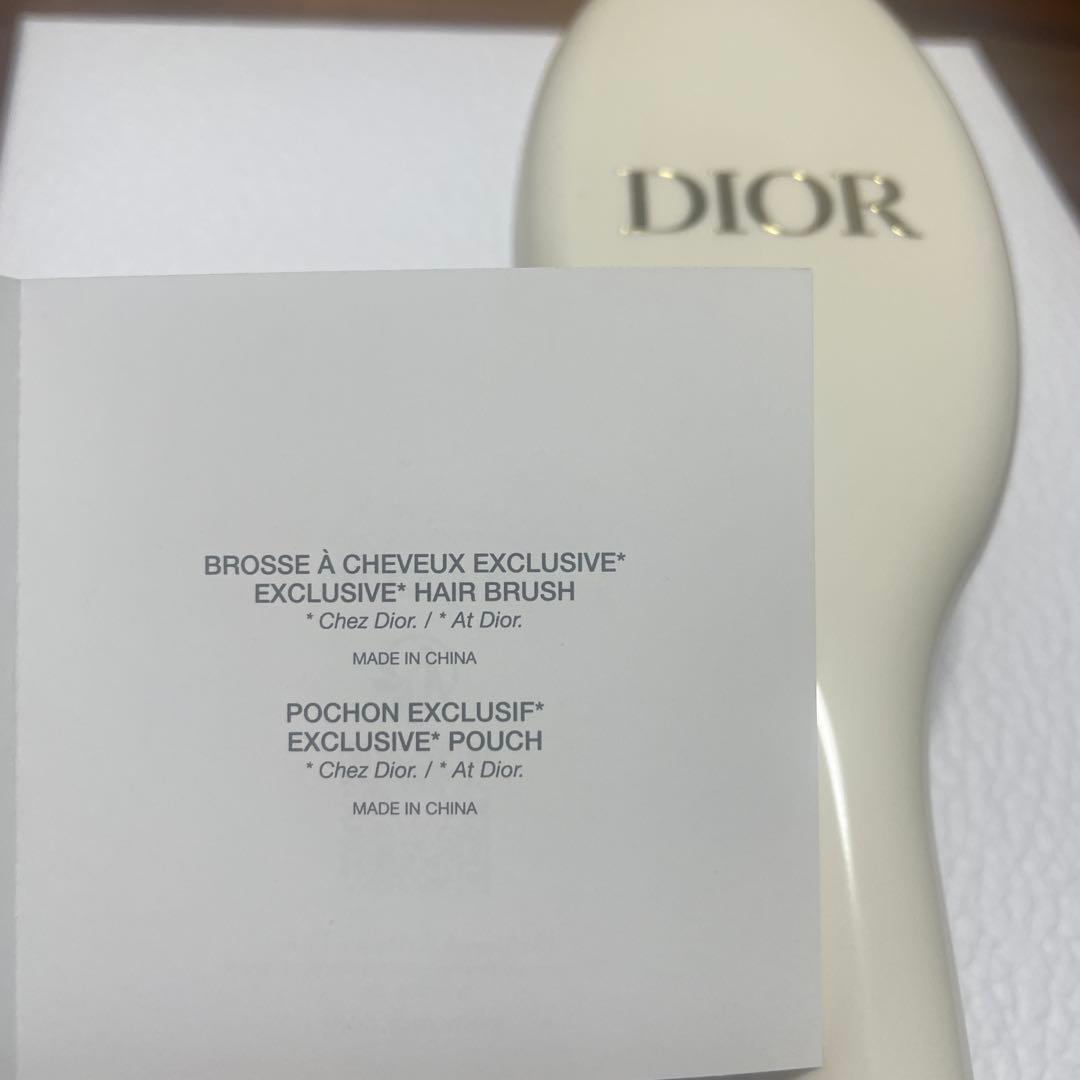 DIOR
BROSSE À CHEVEUX EXCLUSIVE*
EXCLUSIVE* HAIR BRUSH
* Chez Dior. / * At Dior.
MADE IN CHINA
POCHON EXCLUSIF*
EXCLUSIVE* POUCH
* Chez Dior. / * At Dior.
MADE IN CHINA